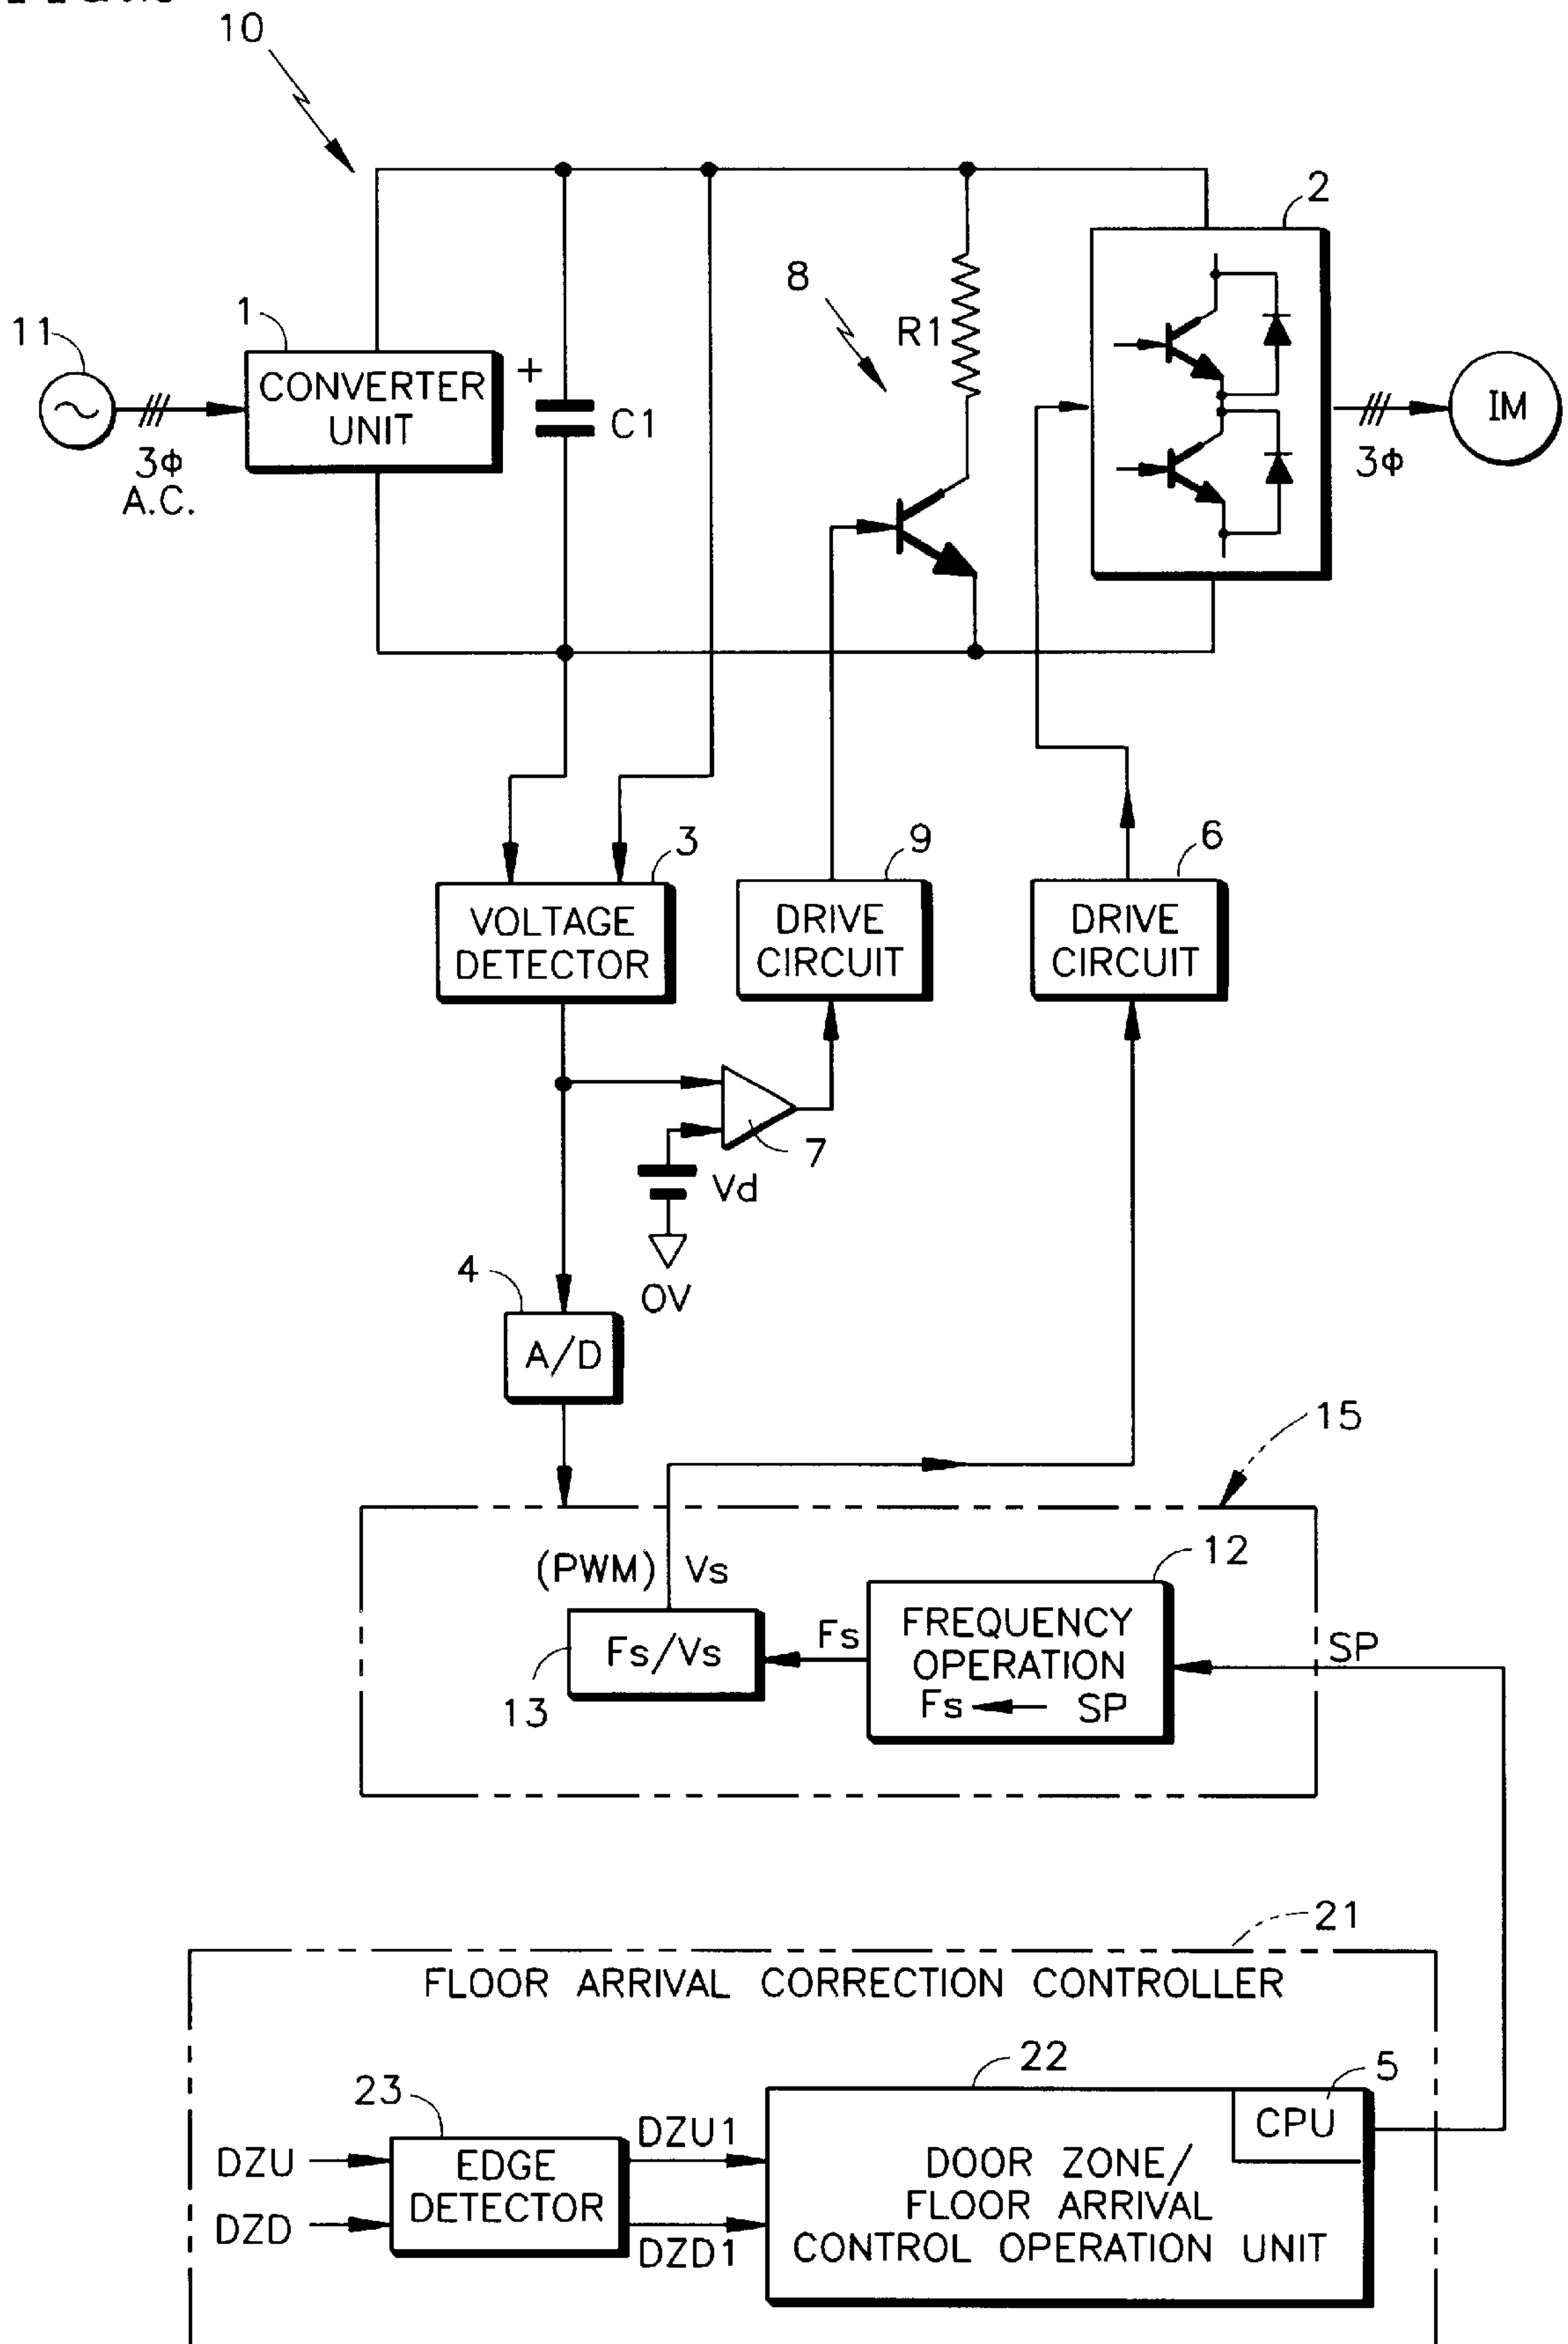 10
2
8
1
R1
11
CONVERTER
UNIT
+
C1
IM
3Φ
A.C.
3Φ
3
9
6
VOLTAGE
DETECTOR
DRIVE
CIRCUIT
DRIVE
CIRCUIT
7
Vd
4
0V
A/D
15
(PWM)
Vs
12
Fs/Vs
Fs
FREQUENCY
OPERATION
Fs
SP
SP
13
21
FLOOR ARRIVAL CORRECTION CONTROLLER
22
5
23
CPU
DZU
DZD
EDGE
DETECTOR
DZU1
DZD1
DOOR ZONE/
FLOOR ARRIVAL
CONTROL OPERATION UNIT